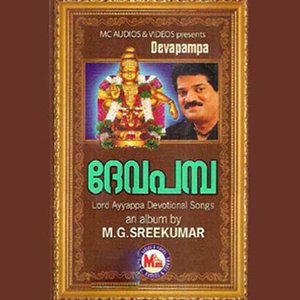 MC AUDIOS & VIDEOS presents
Devapampa
ദേവപമ്പ
Lord Ayyappa Devotional Songs
an album by
M.G.SREEKUMAR